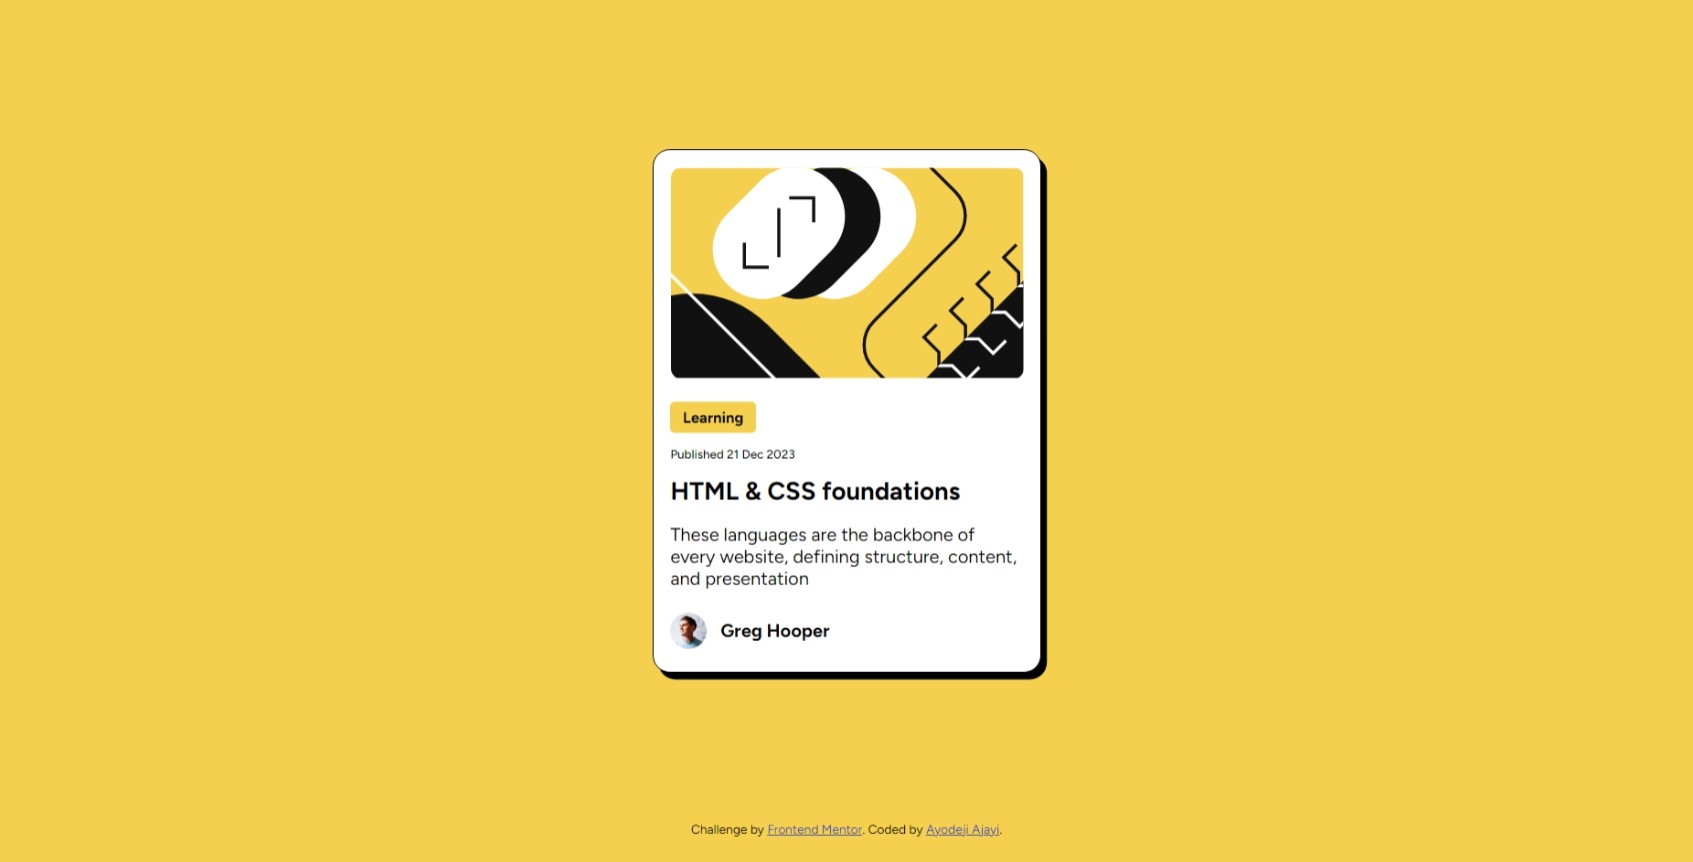 Learning
Published 21 Dec 2023
HTML & CSS foundations
These languages are the backbone of
every website, defining structure, content,
and presentation
Greg Hooper
Challenge by Frontend Mentor. Coded by Ayodeji Ajayi.